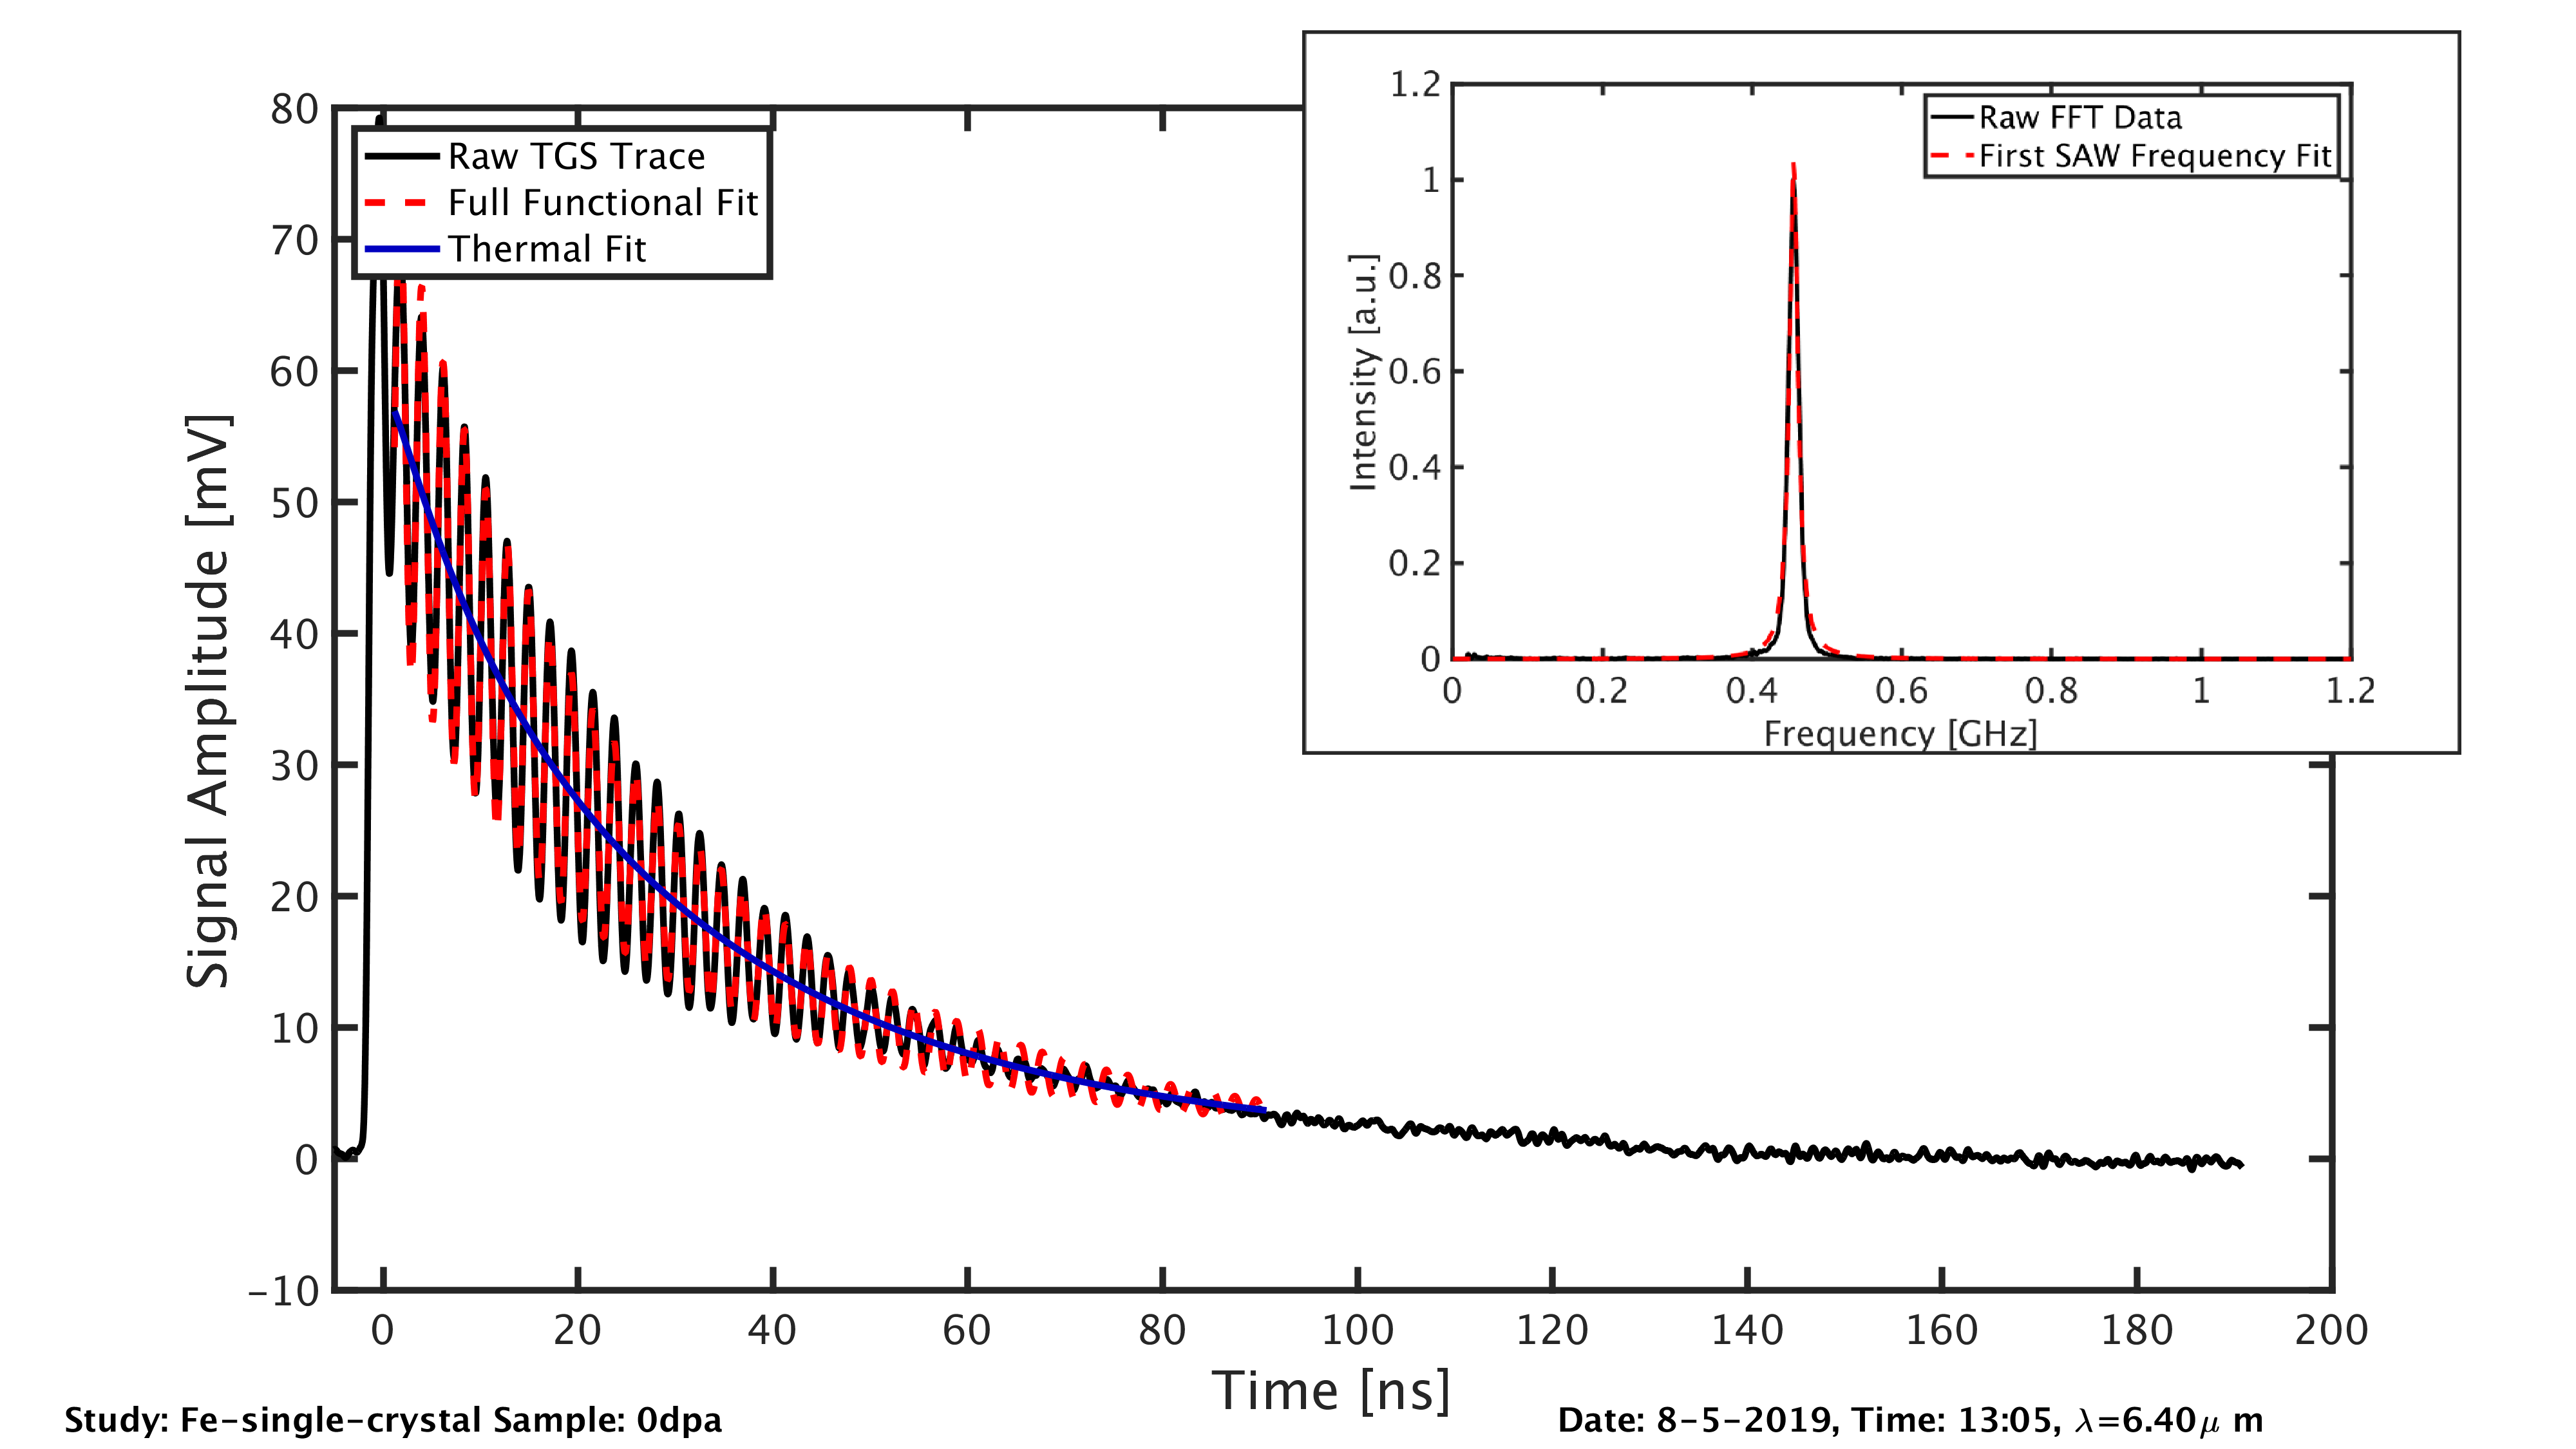 1.2
1
0.8
0.6
0.4
0.2
0
Intensity [a.u.]
Raw FFT Data
First SAW Frequency Fit
0 0.2 0.4 0.6 0.8 1 1.2
Frequency [GHz]
80
70
60
50
40
30
20
10
0
−10
Signal Amplitude [mV]
Raw TGS Trace
Full Functional Fit
Thermal Fit
0 20 40 60 80 100 120 140 160 180 200
Time [ns]
Study: Fe−single−crystal Sample: 0dpa
Date: 8−5−2019, Time: 13:05, λ=6.40μ m